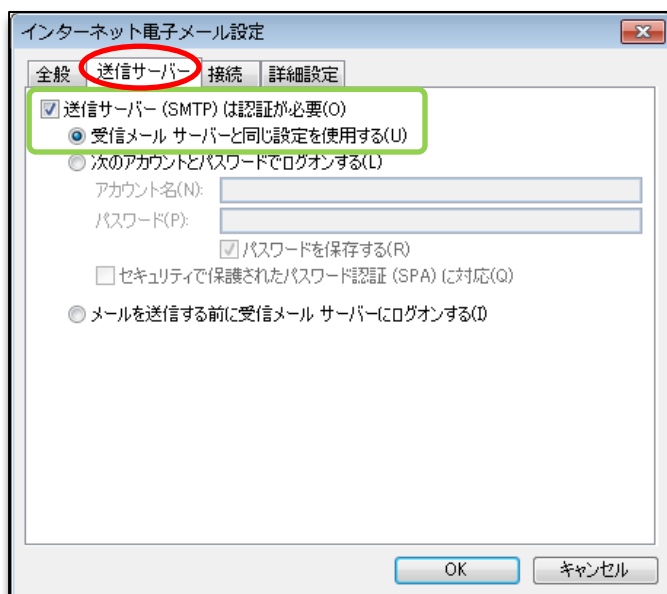 インターネット電子メール設定
全般 送信サーバー 接続 詳細設定
送信サーバー (SMTP) は認証が必要(O)
受信メール サーバーと同じ設定を使用する(U)
次のアカウントとパスワードでログオンする(L)
アカウント名(N):
パスワード(P):
パスワードを保存する(R)
セキュリティで保護されたパスワード認証 (SPA) に対応(Q)
メールを送信する前に受信メール サーバーにログオンする(I)
OK キャンセル